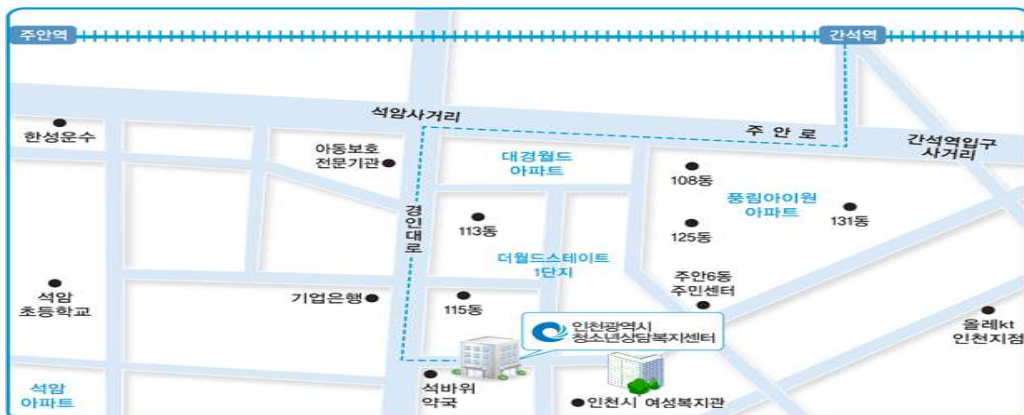 주안역
간석역
석암사거리
주 안 로
간석역입구
사거리
한성운수
아동보호
전문기관
대경월드
아파트
108동
풍림아이원
아파트
131동
경인대로
113동
125동
더월드스테이트
1단지
주안6동
주민센터
석암
초등학교
기업은행
115동
인천광역시
청소년상담복지센터
올레kt
인천지점
석암
아파트
석바위
약국
인천시 여성복지관